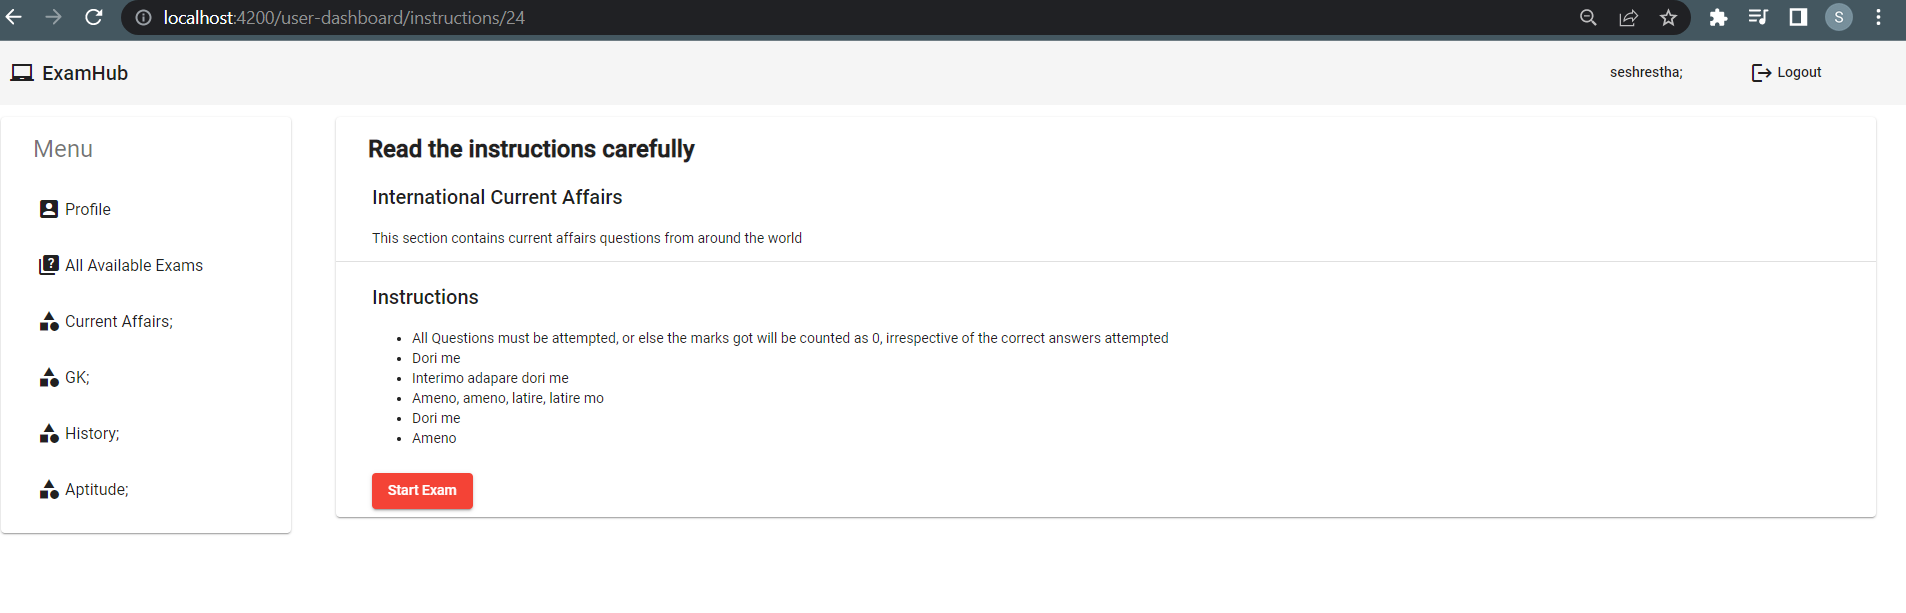 localhost:4200/user-dashboard/instructions/24
S
ExamHub
seshrestha;
Logout
Menu
Profile
All Available Exams
Current Affairs;
GK;
History;
Aptitude;
Read the instructions carefully
International Current Affairs
This section contains current affairs questions from around the world
Instructions
All Questions must be attempted, or else the marks got will be counted as 0, irrespective of the correct answers attempted
Dori me
Interimo adapare dori me
Ameno, ameno, latire, latire mo
Dori me
Ameno
Start Exam